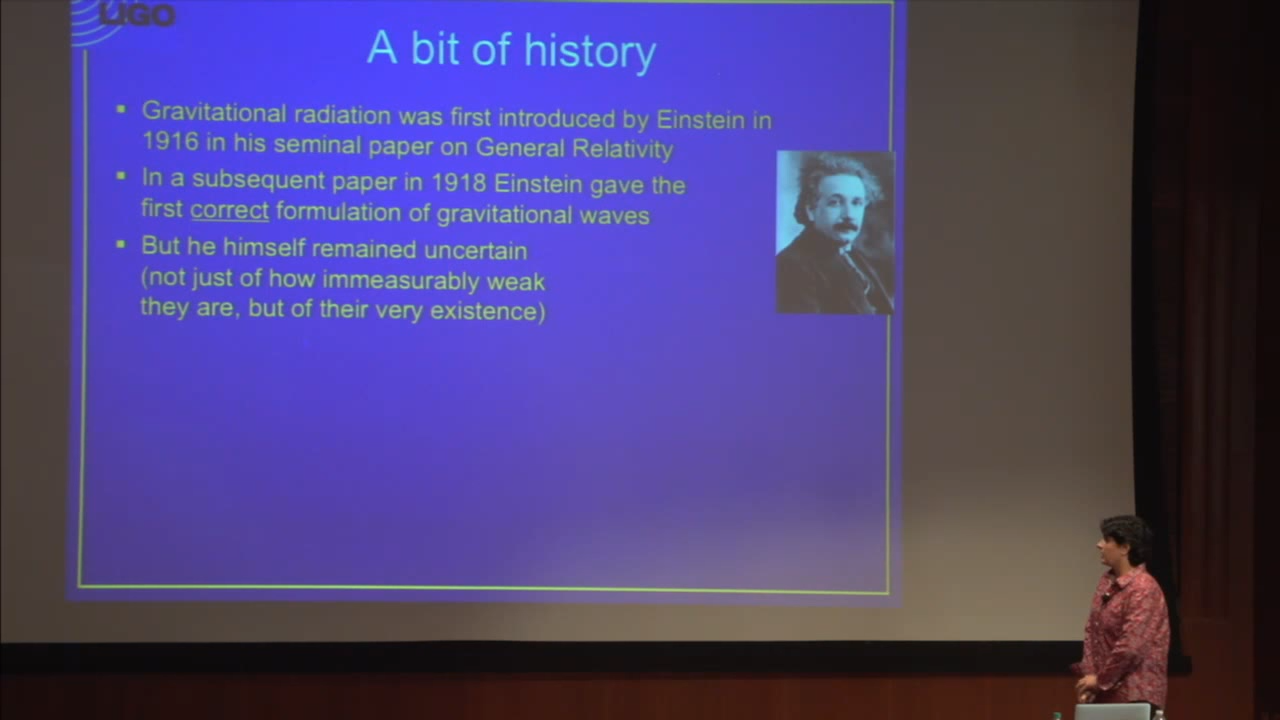 LIGO
A bit of history
▪ Gravitational radiation was first introduced by Einstein in
1916 in his seminal paper on General Relativity
▪ In a subsequent paper in 1918 Einstein gave the
first correct formulation of gravitational waves
▪ But he himself remained uncertain
(not just of how immeasurably weak
they are, but of their very existence)